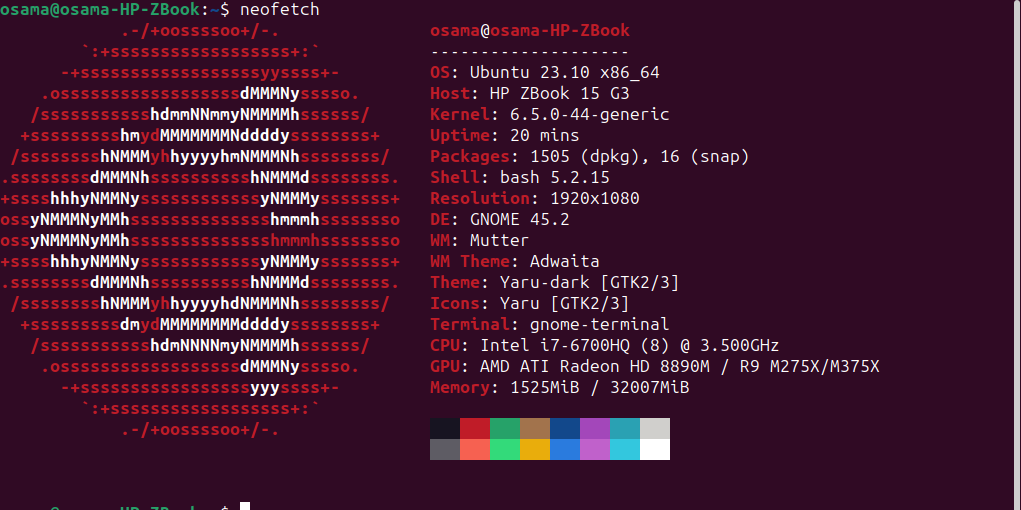 osama@osama-HP-ZBook:~$ neofetch
            .-/+oossssoo+/-.               osama@osama-HP-ZBook
        `:+ssssssssssssssssss+:`           --------------------
      -+ssssssssssssssssssyyssss+-         OS: Ubuntu 23.10 x86_64
    .ossssssssssssssssssdMMMNysssso.       Host: HP ZBook 15 G3
   /ssssssssssshdmmNNmmyNMMMMhssssss/      Kernel: 6.5.0-44-generic
  +ssssssssshmydMMMMMMMNddddyssssssss+     Uptime: 20 mins
 /sssssssshNMMMyhhyyyyhmNMMMNhssssssss/    Packages: 1505 (dpkg), 16 (snap)
.ssssssssdMMMNhsssssssssshNMMMdssssssss.   Shell: bash 5.2.15
+sssshhhyNMMNyssssssssssssyNMMMysssssss+   Resolution: 1920x1080
ossyNMMMNyMMhsssssssssssssshmmmhssssssso   DE: GNOME 45.2
ossyNMMMNyMMhsssssssssssssshmmmhssssssso   WM: Mutter
+sssshhhyNMMNyssssssssssssyNMMMysssssss+   WM Theme: Adwaita
.ssssssssdMMMNhsssssssssshNMMMdssssssss.   Theme: Yaru-dark [GTK2/3]
 /sssssssshNMMMyhhyyyyhdNMMMNhssssssss/    Icons: Yaru [GTK2/3]
  +sssssssssdmydMMMMMMMMddddyssssssss+     Terminal: gnome-terminal
   /ssssssssssshdmNNNNmyNMMMMhssssss/      CPU: Intel i7-6700HQ (8) @ 3.500GHz
    .ossssssssssssssssssdMMMNysssso.       GPU: AMD ATI Radeon HD 8890M / R9 M275X/M375X
      -+sssssssssssssssssyyyssss+-         Memory: 1525MiB / 32007MiB
        `:+ssssssssssssssssss+:`
            .-/+oossssoo+/-.